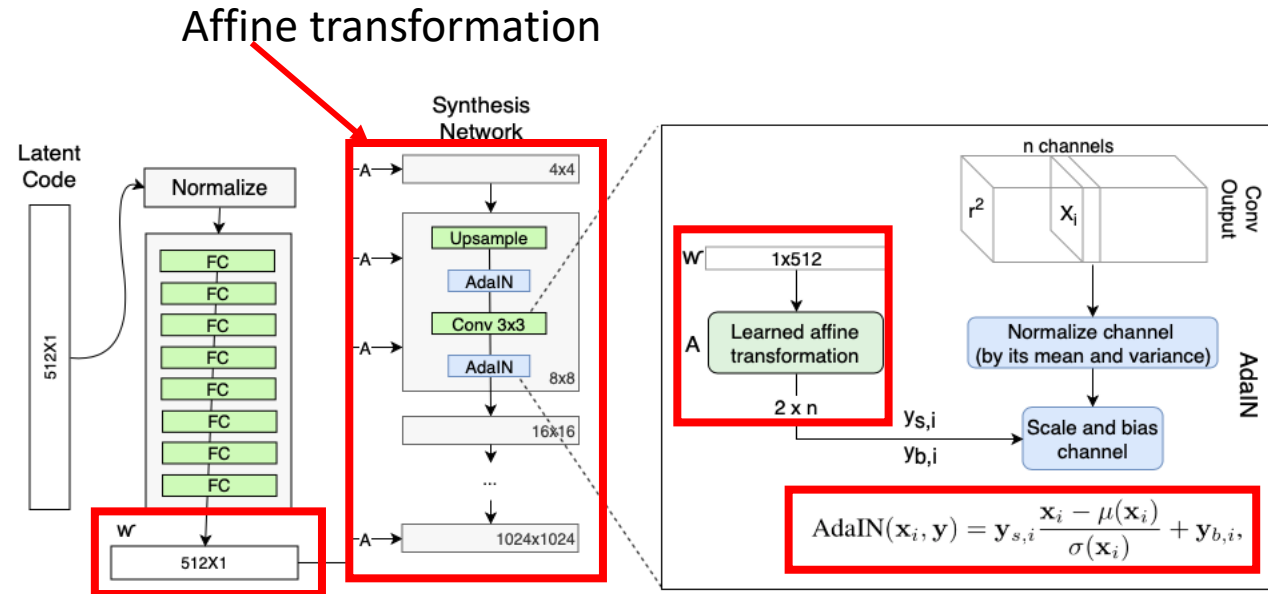 Affine transformation
Latent
Code
512X1
Normalize
FC
FC
FC
FC
FC
FC
FC
FC
w
512X1
Synthesis
Network
A
4x4
A
Upsample
AdaIN
A
Conv 3x3
AdaIN
8x8
16x16
...
A
1024x1024
n channels
r²
Xᵢ
Conv
Output
w
1x512
A
Learned affine
transformation
2 x n
yₛ,ᵢ
y_b,ᵢ
Normalize channel
(by its mean and variance)
AdaIN
Scale and bias
channel
AdaIN(xᵢ, y) = yₛ,ᵢ (xᵢ − μ(xᵢ)) / σ(xᵢ) + y_b,ᵢ,